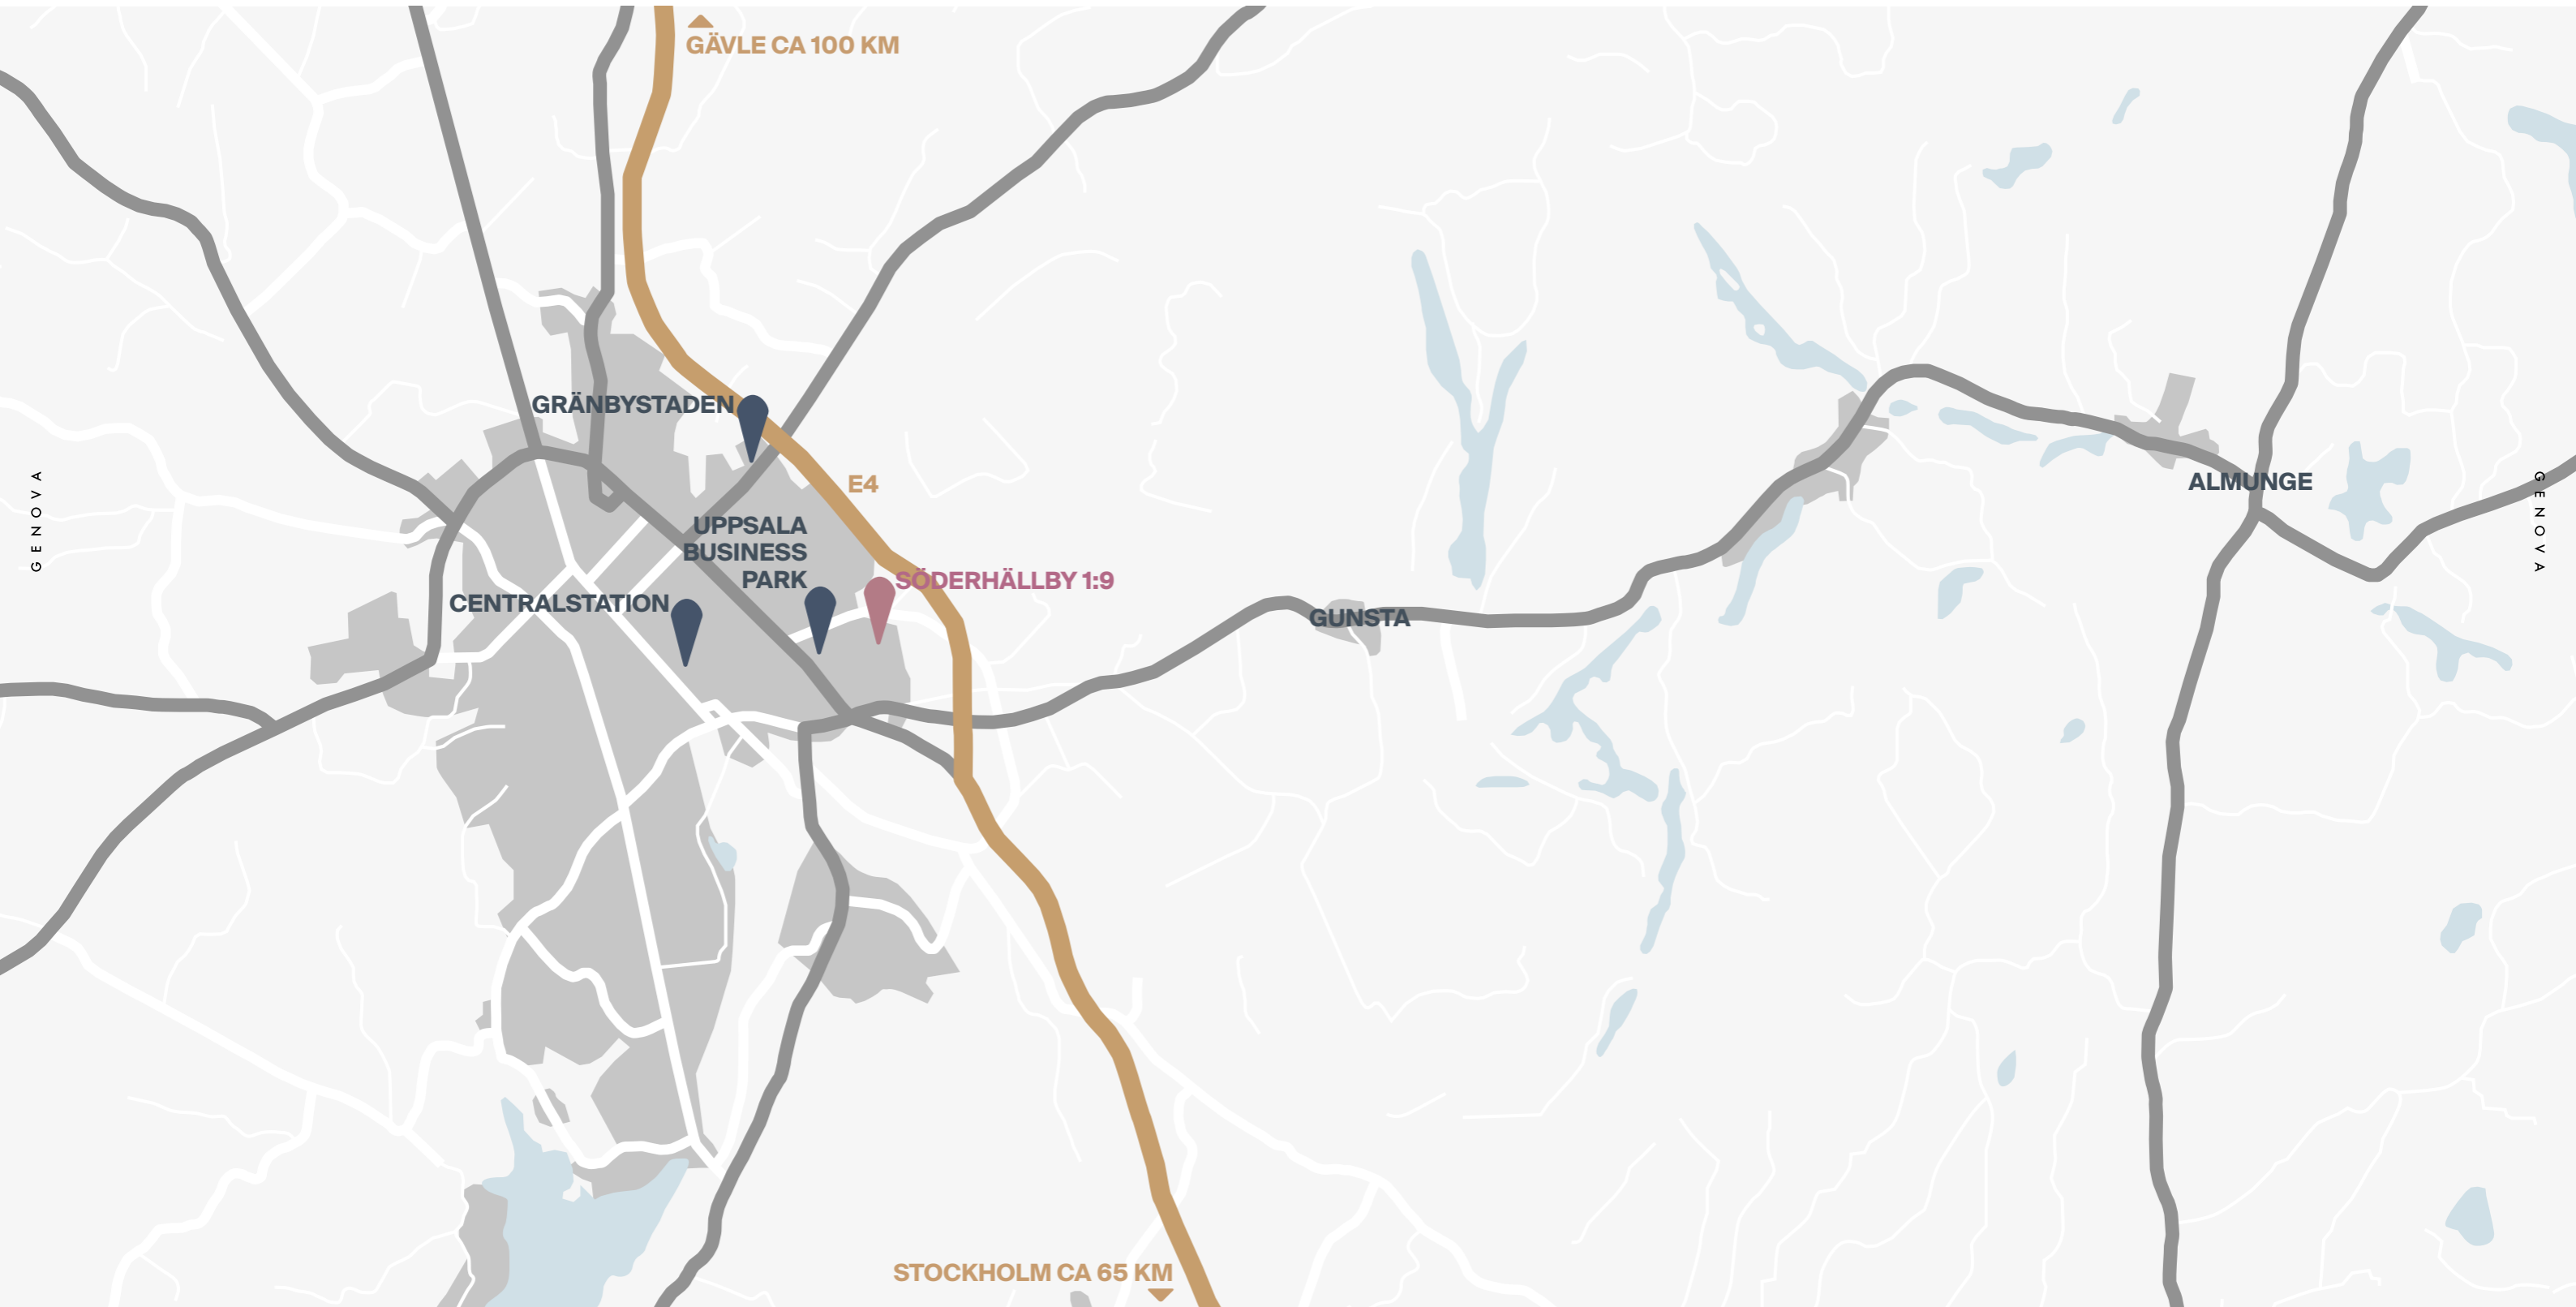 GÄVLE CA 100 KM
GRÄNBYSTADEN
E4
UPPSALA
BUSINESS
PARK
SÖDERHÄLLBY 1:9
CENTRALSTATION
GUNSTA
ALMUNGE
GENOVA
GENOVA
STOCKHOLM CA 65 KM